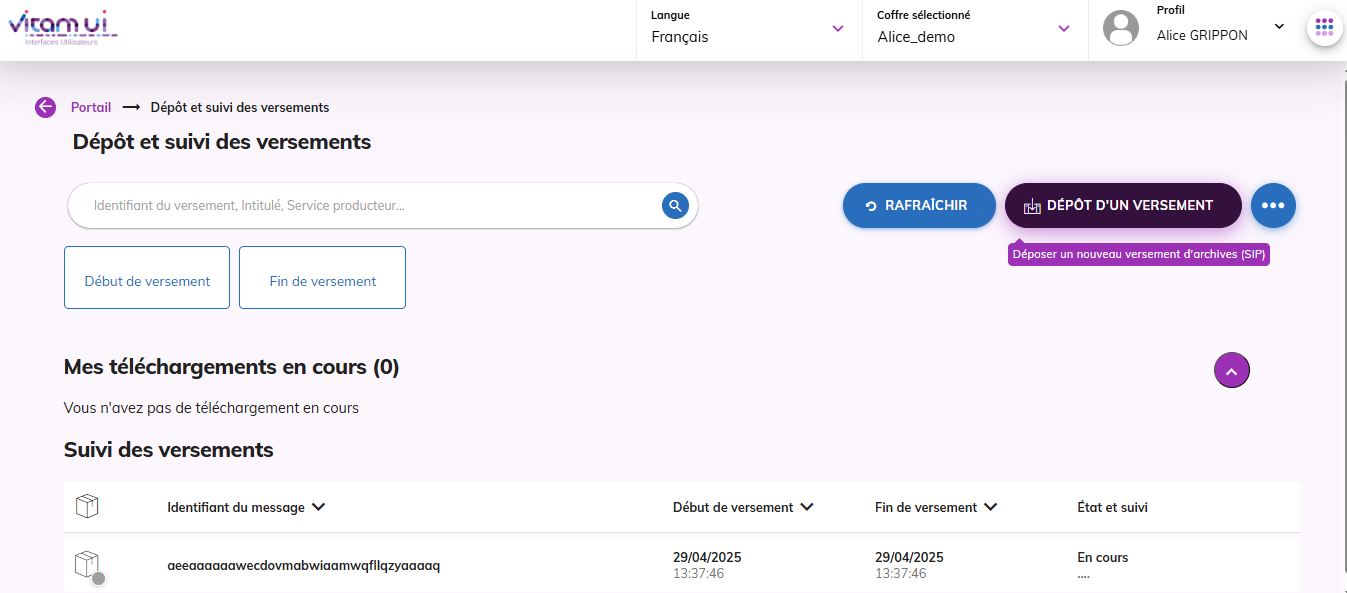 vitam ui
Interfaces Utilisateurs
Langue
Français
Coffre sélectionné
Alice_demo
Profil
Alice GRIPPON
Portail
Dépôt et suivi des versements
Dépôt et suivi des versements
Identifiant du versement, Intitulé, Service producteur...
RAFRAÎCHIR
DÉPÔT D'UN VERSEMENT
Déposer un nouveau versement d'archives (SIP)
Début de versement
Fin de versement
Mes téléchargements en cours (0)
Vous n'avez pas de téléchargement en cours
Suivi des versements
Identifiant du message
Début de versement
Fin de versement
État et suivi
aeeaaaaaawecdovmabwiaamwqfllqzyaaaaq
29/04/2025
13:37:46
29/04/2025
13:37:46
En cours
....